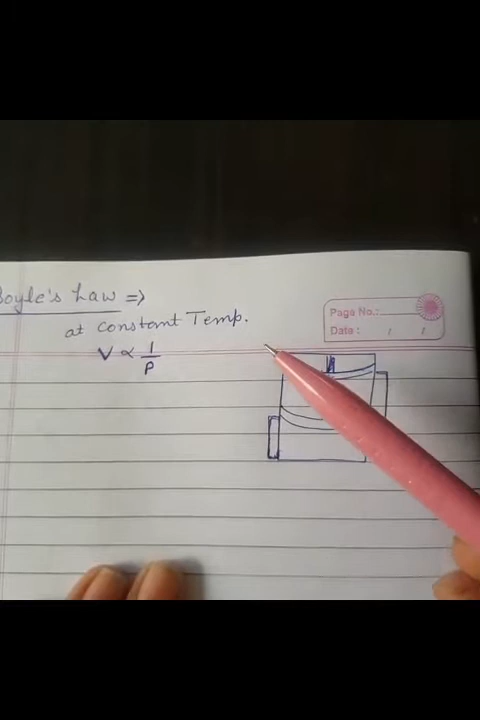 Boyle's Law =>
at constant Temp.
V ∝ 1/P
Page No.:
Date : / /